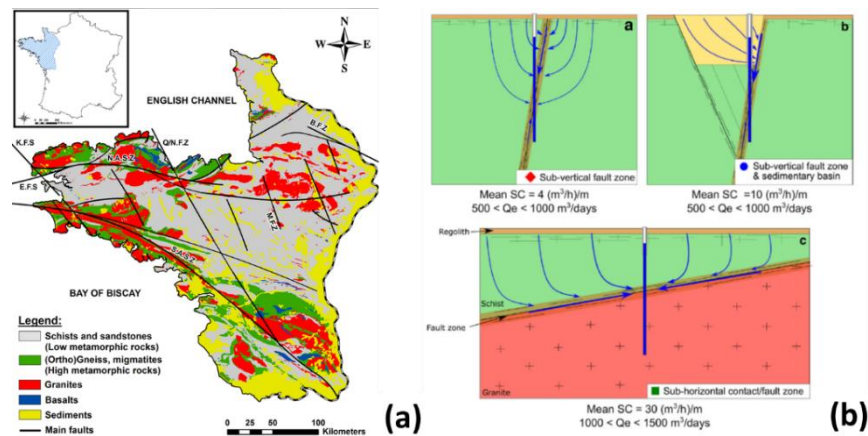 N
W E
S
ENGLISH CHANNEL
K.F.S
Q/N.F.Z
B.F.Z
N.A.S.Z
E.F.S
M.F.Z
S.A.S.Z
BAY OF BISCAY
Legend:
Schists and sandstones
(Low metamorphic rocks)
(Ortho)Gneiss, migmatites
(High metamorphic rocks)
Granites
Basalts
Sediments
Main faults
0 25 50 100
Kilometers
(a)
a
Sub-vertical fault zone
Mean SC = 4 (m³/h)/m
500 < Qe < 1000 m³/days
b
Sub-vertical fault zone
& sedimentary basin
Mean SC =10 (m³/h)/m
500 < Qe < 1000 m³/days
Regolith
c
Schist
Fault zone
Granite
Sub-horizontal contact/fault zone
Mean SC = 30 (m³/h)/m
1000 < Qe < 1500 m³/days
(b)